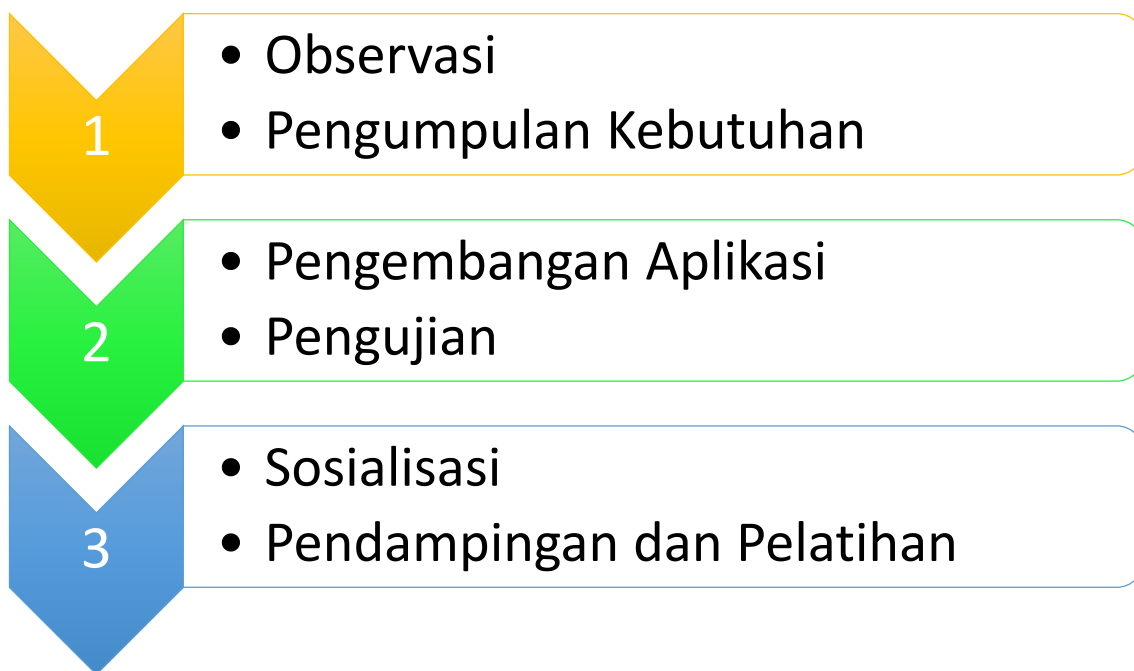 1
• Observasi
• Pengumpulan Kebutuhan
2
• Pengembangan Aplikasi
• Pengujian
3
• Sosialisasi
• Pendampingan dan Pelatihan